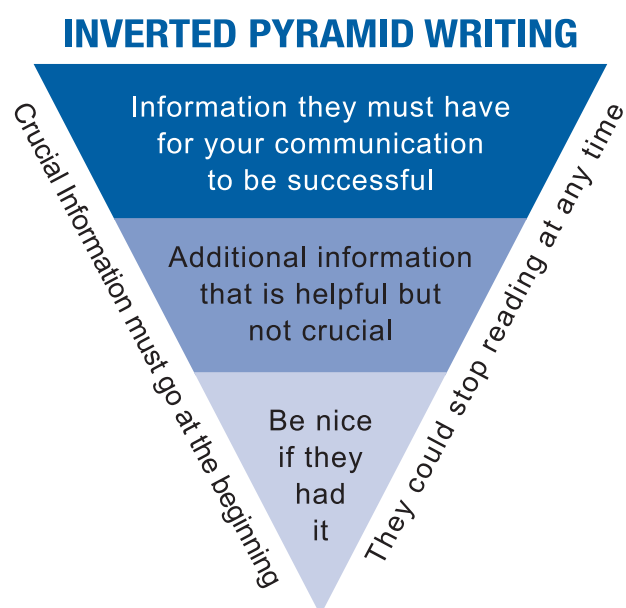 INVERTED PYRAMID WRITING
Information they must have
for your communication
to be successful
Additional information
that is helpful but
not crucial
Be nice
if they
had
it
Crucial Information must go at the beginning
They could stop reading at any time